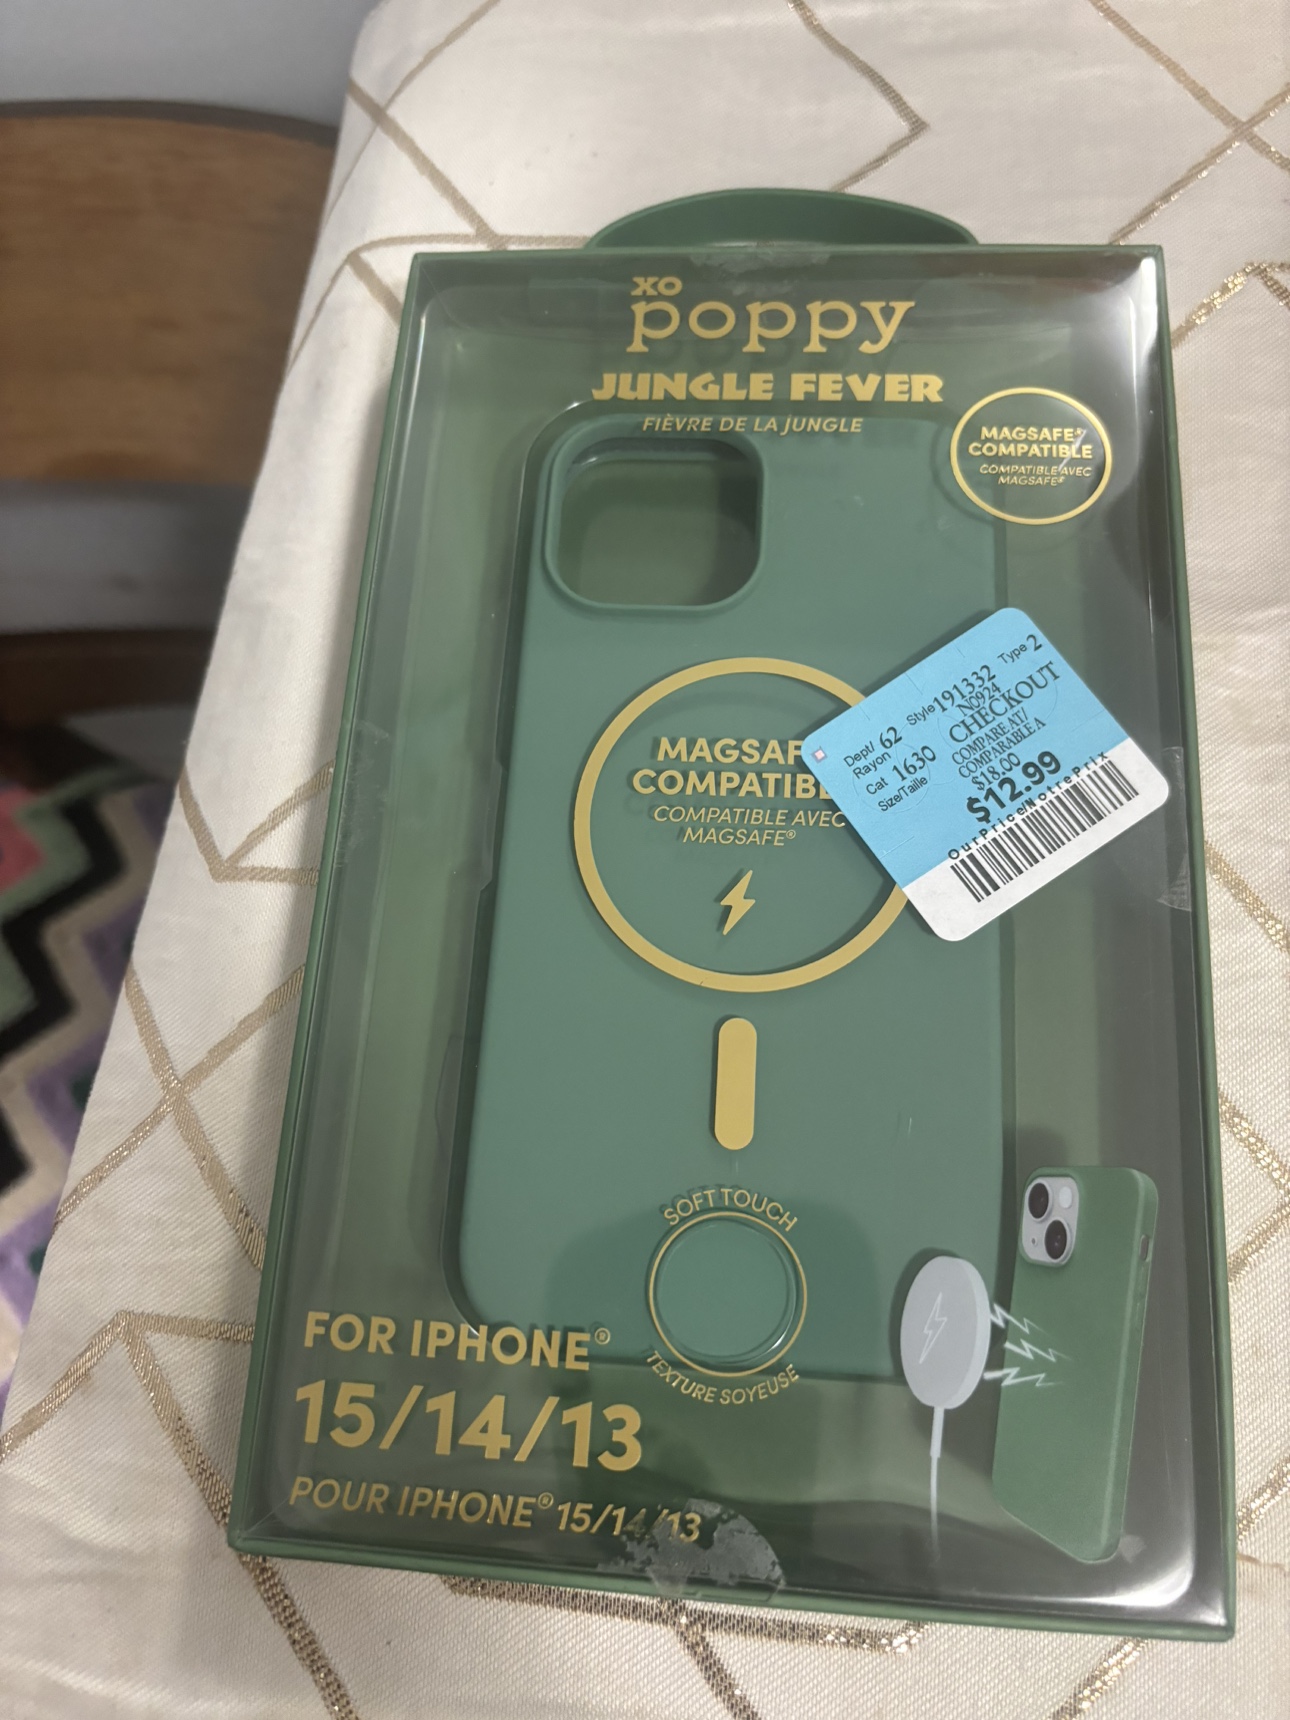 xo
poppy
JUNGLE FEVER
FIÈVRE DE LA JUNGLE
MAGSAFE®
COMPATIBLE
COMPATIBLE AVEC
MAGSAFE®
Dept/ 62 Style 191332 Type 2
Rayon N0924
Cat 1630 CHECKOUT
Size/Taille COMPARE AT/
COMPARABLE A
$18.00
$12.99
OurPrice/NotrePrix
MAGSAF
COMPATIB
COMPATIBLE AVEC
MAGSAFE®
SOFT TOUCH
TEXTURE SOYEUSE
FOR IPHONE®
15/14/13
POUR IPHONE® 15/14/13